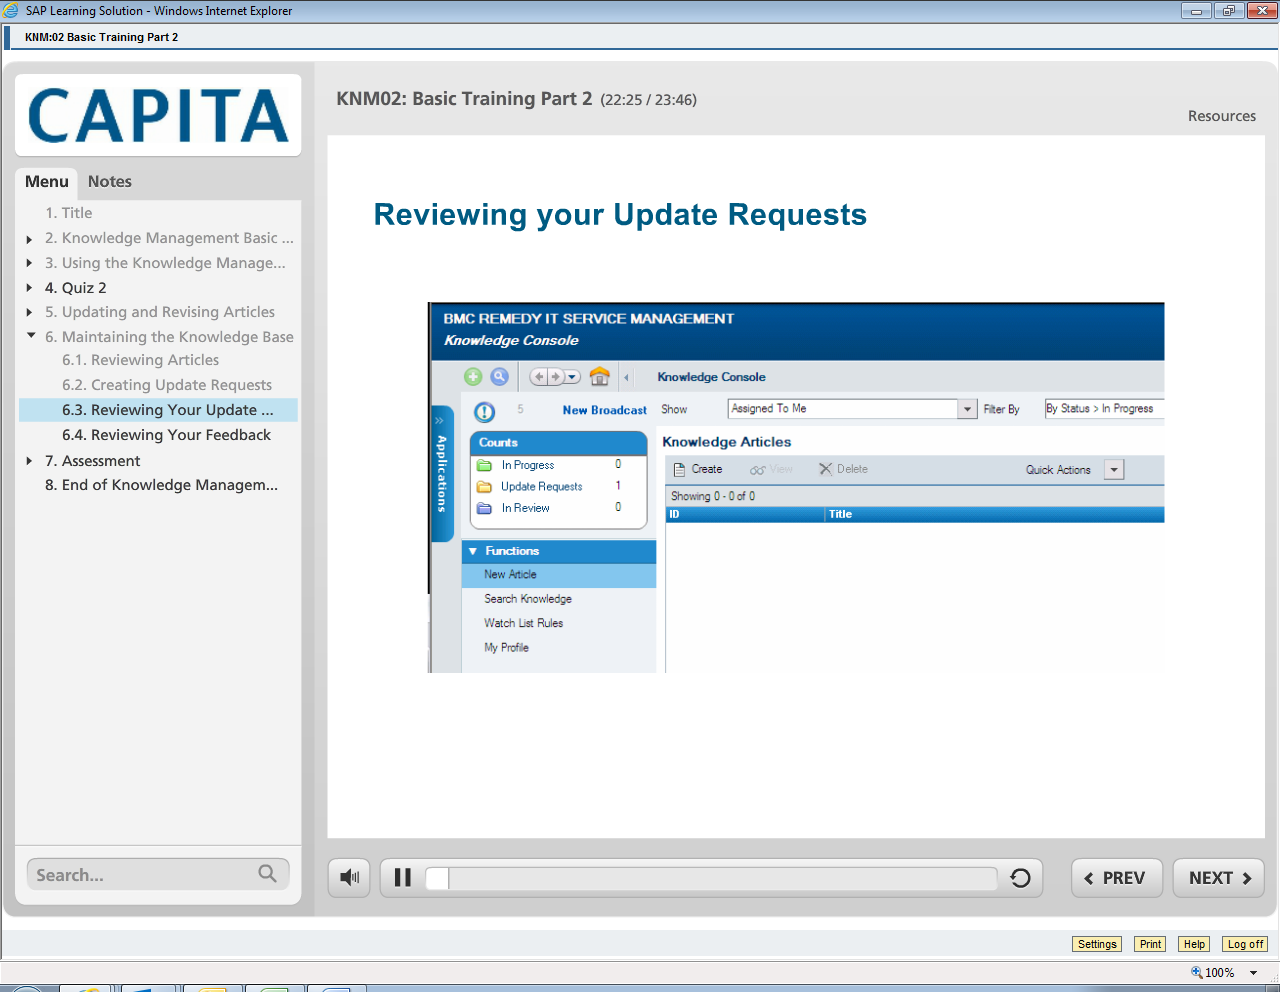 SAP Learning Solution - Windows Internet Explorer
KNM:02 Basic Training Part 2
CAPITA
KNM02: Basic Training Part 2 (22:25 / 23:46)
Resources
Menu Notes
1. Title
2. Knowledge Management Basic ...
3. Using the Knowledge Manage...
4. Quiz 2
5. Updating and Revising Articles
6. Maintaining the Knowledge Base
6.1. Reviewing Articles
6.2. Creating Update Requests
6.3. Reviewing Your Update ...
6.4. Reviewing Your Feedback
7. Assessment
8. End of Knowledge Managem...
Search...
Reviewing your Update Requests
BMC REMEDY IT SERVICE MANAGEMENT
Knowledge Console
Knowledge Console
5 New Broadcast Show Assigned To Me Filter By By Status > In Progress
Applications
Counts
In Progress 0
Update Requests 1
In Review 0
Functions
New Article
Search Knowledge
Watch List Rules
My Profile
Knowledge Articles
Create View Delete Quick Actions
Showing 0 - 0 of 0
ID Title
PREV NEXT
Settings Print Help Log off
100%